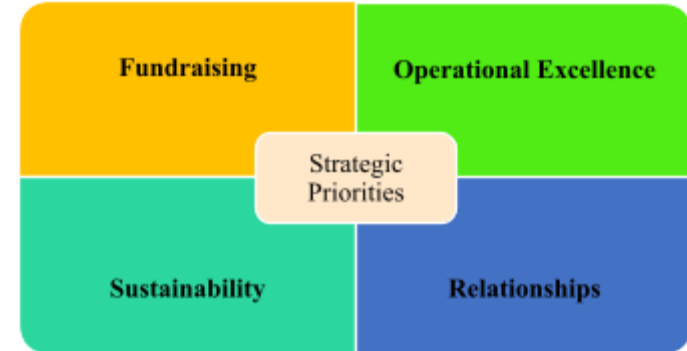 Fundraising
Operational Excellence
Strategic
Priorities
Sustainability
Relationships